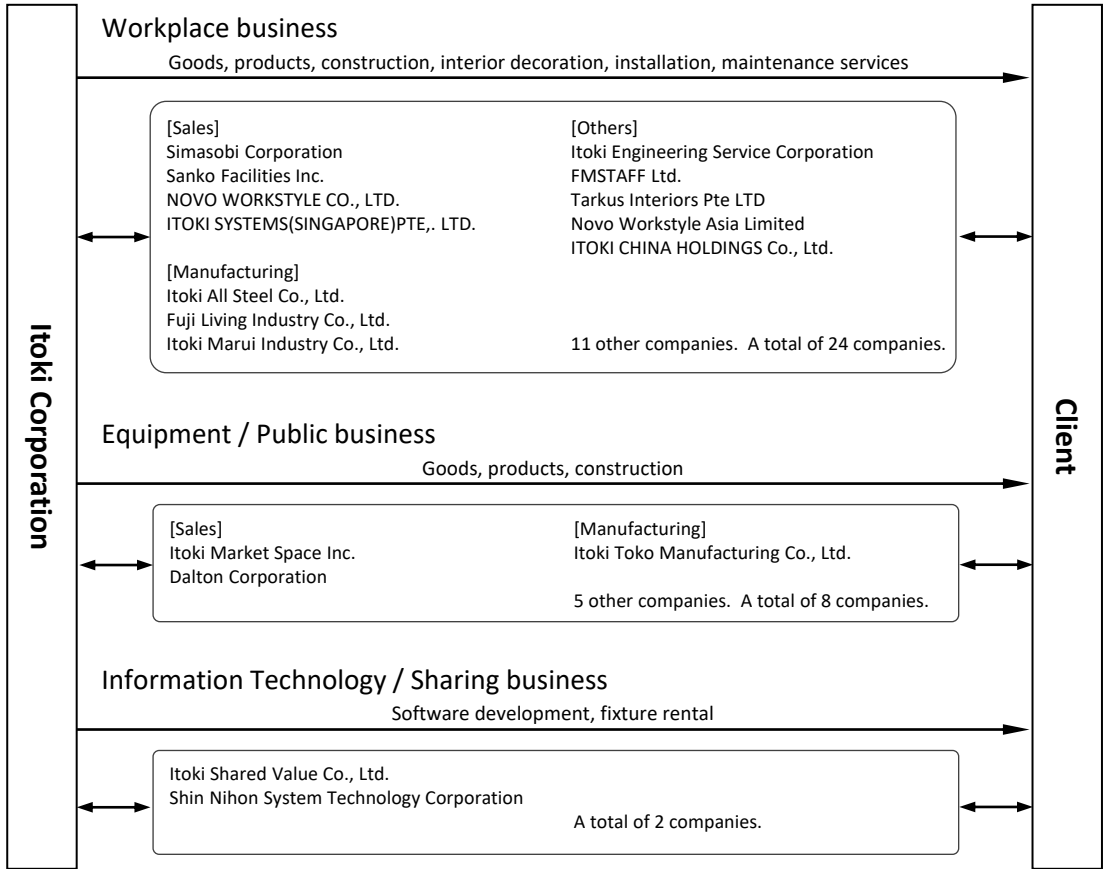 Itoki Corporation
Workplace business
Goods, products, construction, interior decoration, installation, maintenance services
[Sales]
Simasobi Corporation
Sanko Facilities Inc.
NOVO WORKSTYLE CO., LTD.
ITOKI SYSTEMS(SINGAPORE)PTE,. LTD.
[Manufacturing]
Itoki All Steel Co., Ltd.
Fuji Living Industry Co., Ltd.
Itoki Marui Industry Co., Ltd.
[Others]
Itoki Engineering Service Corporation
FMSTAFF Ltd.
Tarkus Interiors Pte LTD
Novo Workstyle Asia Limited
ITOKI CHINA HOLDINGS Co., Ltd.
11 other companies.  A total of 24 companies.
Equipment / Public business
Goods, products, construction
[Sales]
Itoki Market Space Inc.
Dalton Corporation
[Manufacturing]
Itoki Toko Manufacturing Co., Ltd.
5 other companies.  A total of 8 companies.
Information Technology / Sharing business
Software development, fixture rental
Itoki Shared Value Co., Ltd.
Shin Nihon System Technology Corporation
A total of 2 companies.
Client